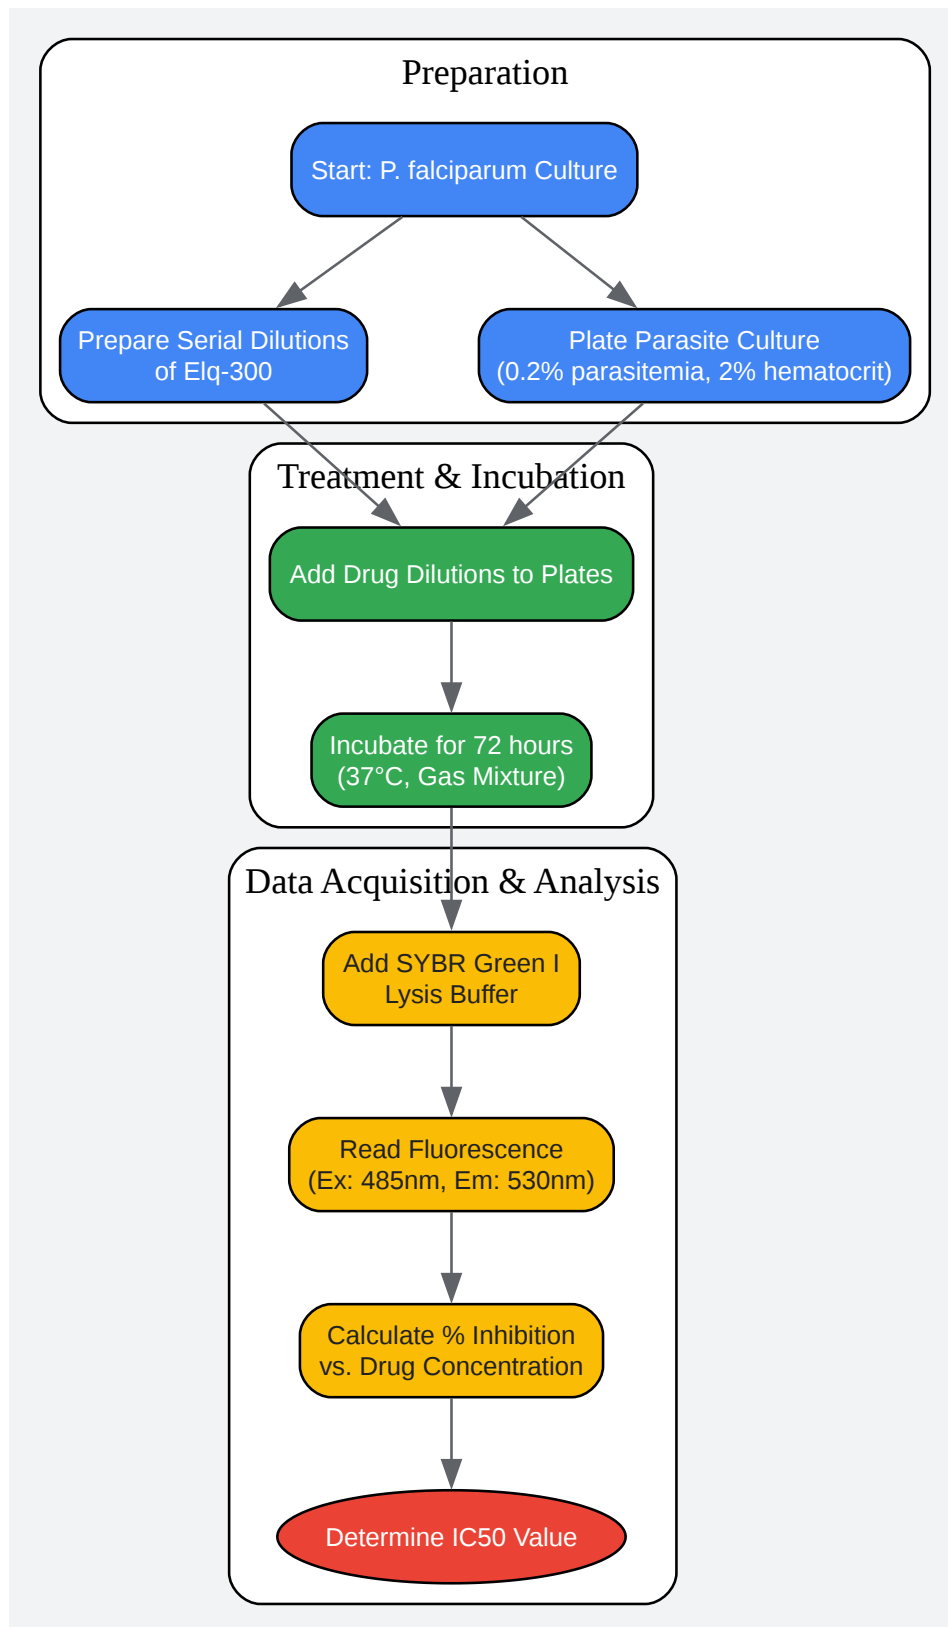 Preparation
Start: P. falciparum Culture
Prepare Serial Dilutions
of Elq-300
Plate Parasite Culture
(0.2% parasitemia, 2% hematocrit)
Treatment & Incubation
Add Drug Dilutions to Plates
Incubate for 72 hours
(37°C, Gas Mixture)
Data Acquisition & Analysis
Add SYBR Green I
Lysis Buffer
Read Fluorescence
(Ex: 485nm, Em: 530nm)
Calculate % Inhibition
vs. Drug Concentration
Determine IC50 Value